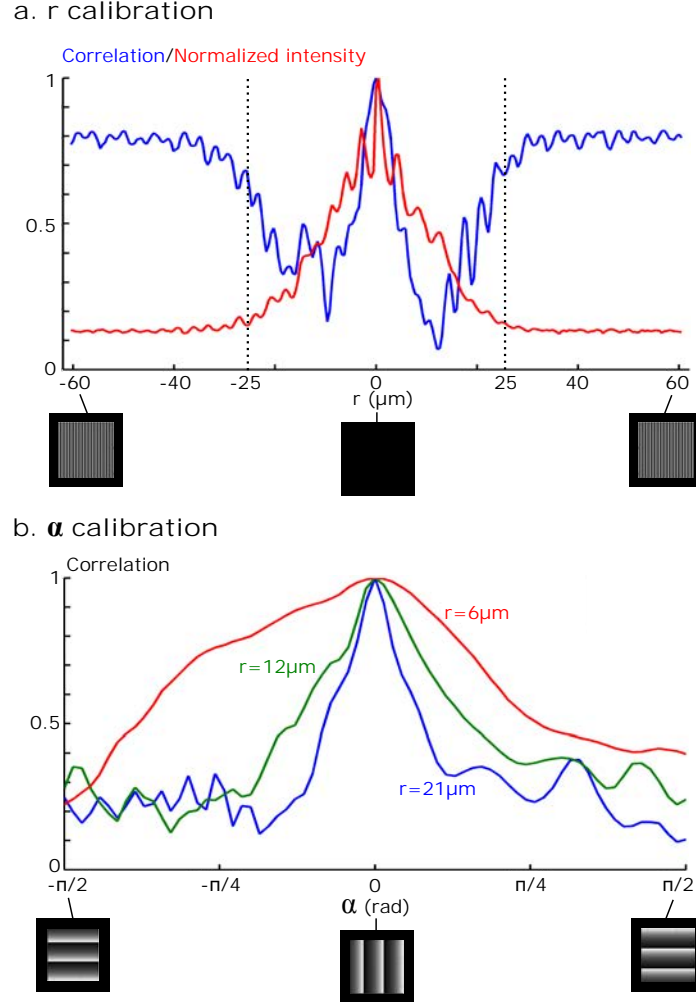 a. r calibration
Correlation/Normalized intensity
1
0.5
0
-60 -40 -25 0 25 40 60
r (µm)
b. α calibration
Correlation
1
r=6µm
r=12µm
0.5
r=21µm
0
-π/2 -π/4 0 π/4 π/2
α (rad)